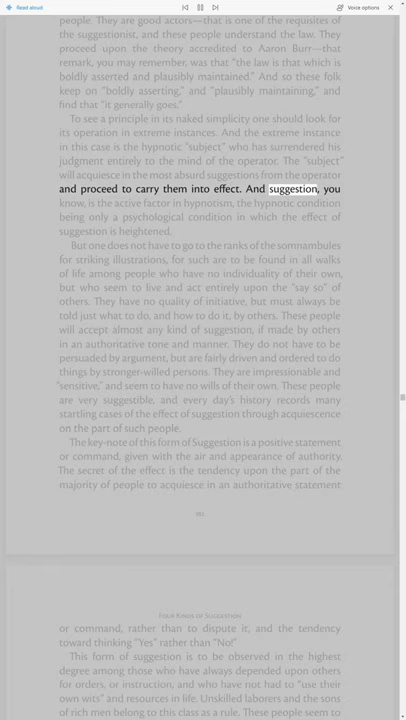 Read aloud
Voice options
people. They are good actors—that is one of the requisites of
the suggestionist, and these people understand the law. They
proceed upon the theory accredited to Aaron Burr—that
remark, you may remember, was that "the law is that which is
boldly asserted and plausibly maintained." And so these folk
keep on "boldly asserting," and "plausibly maintaining," and
find that "it generally goes."
To see a principle in its naked simplicity one should look for
its operation in extreme instances. And the extreme instance
in this case is the hypnotic "subject" who has surrendered his
judgment entirely to the mind of the operator. The "subject"
will acquiesce in the most absurd suggestions from the operator
and proceed to carry them into effect. And suggestion, you
know, is the active factor in hypnotism, the hypnotic condition
being only a psychological condition in which the effect of
suggestion is heightened.
But one does not have to go to the ranks of the somnambules
for striking illustrations, for such are to be found in all walks
of life among people who have no individuality of their own,
but who seem to live and act entirely upon the "say so" of
others. They have no quality of initiative, but must always be
told just what to do, and how to do it, by others. These people
will accept almost any kind of suggestion, if made by others
in an authoritative tone and manner. They do not have to be
persuaded by argument, but are fairly driven and ordered to do
things by stronger-willed persons. They are impressionable and
"sensitive," and seem to have no wills of their own. These people
are very suggestible, and every day's history records many
startling cases of the effect of suggestion through acquiescence
on the part of such people.
The key-note of this form of Suggestion is a positive statement
or command, given with the air and appearance of authority.
The secret of the effect is the tendency upon the part of the
majority of people to acquiesce in an authoritative statement
Four Kinds of Suggestion
or command, rather than to dispute it, and the tendency
toward thinking "Yes" rather than "No!"
This form of suggestion is to be observed in the highest
degree among those who have always depended upon others
for orders, or instruction, and who have not had to "use their
own wits" and resources in life. Unskilled laborers and the sons
of rich men belong to this class as a rule. These people seem to